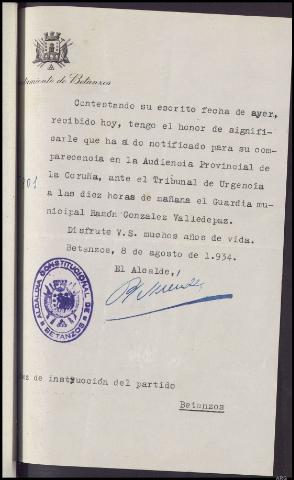 de Betanzos
Contestando su escrito fecha de ayer,
recibido hoy, tengo el honor de signifi-
carle que ha sido notificado para su com-
parecencia en la Audiencia Provincial de
la Coruña, ante el Tribunal de Urgencia
a las diez horas de mañana el Guardia mu-
nicipal Ramón Gonzalez Valledepaz.
Disfrute V.S. muchos años de vida.
Betanzos, 8 de agosto de 1.934.
El Alcalde,
ALCALDIA CONSTITUCIONAL DE
BETANZOS
de instrucción del partido
Betanzos